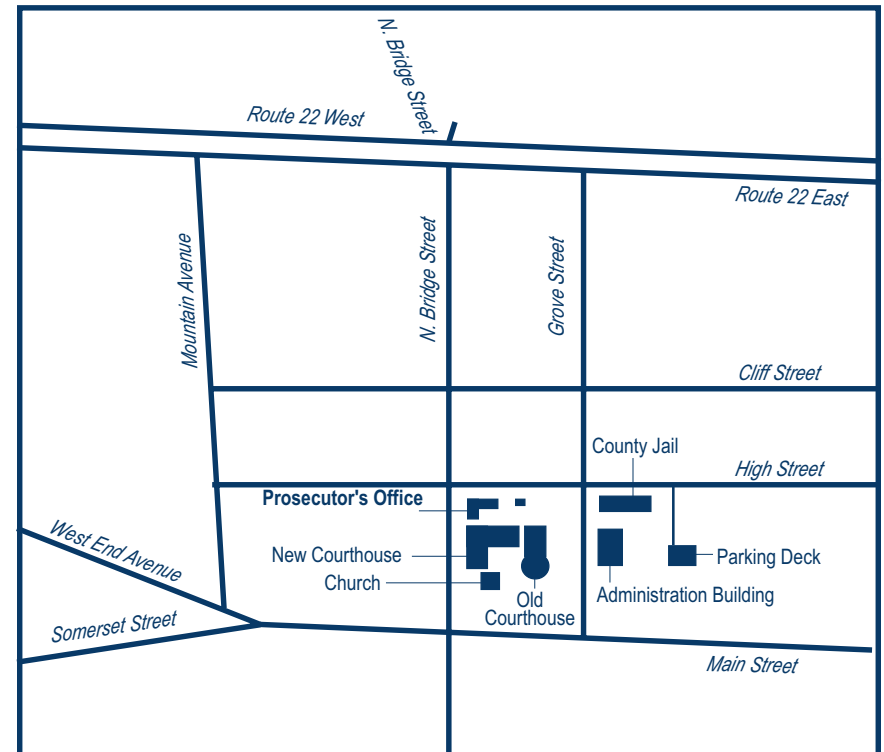 N. Bridge Street
Route 22 West
Route 22 East
Mountain Avenue
N. Bridge Street
Grove Street
Cliff Street
County Jail
High Street
Prosecutor's Office
West End Avenue
New Courthouse
Parking Deck
Church
Old
Courthouse
Administration Building
Somerset Street
Main Street